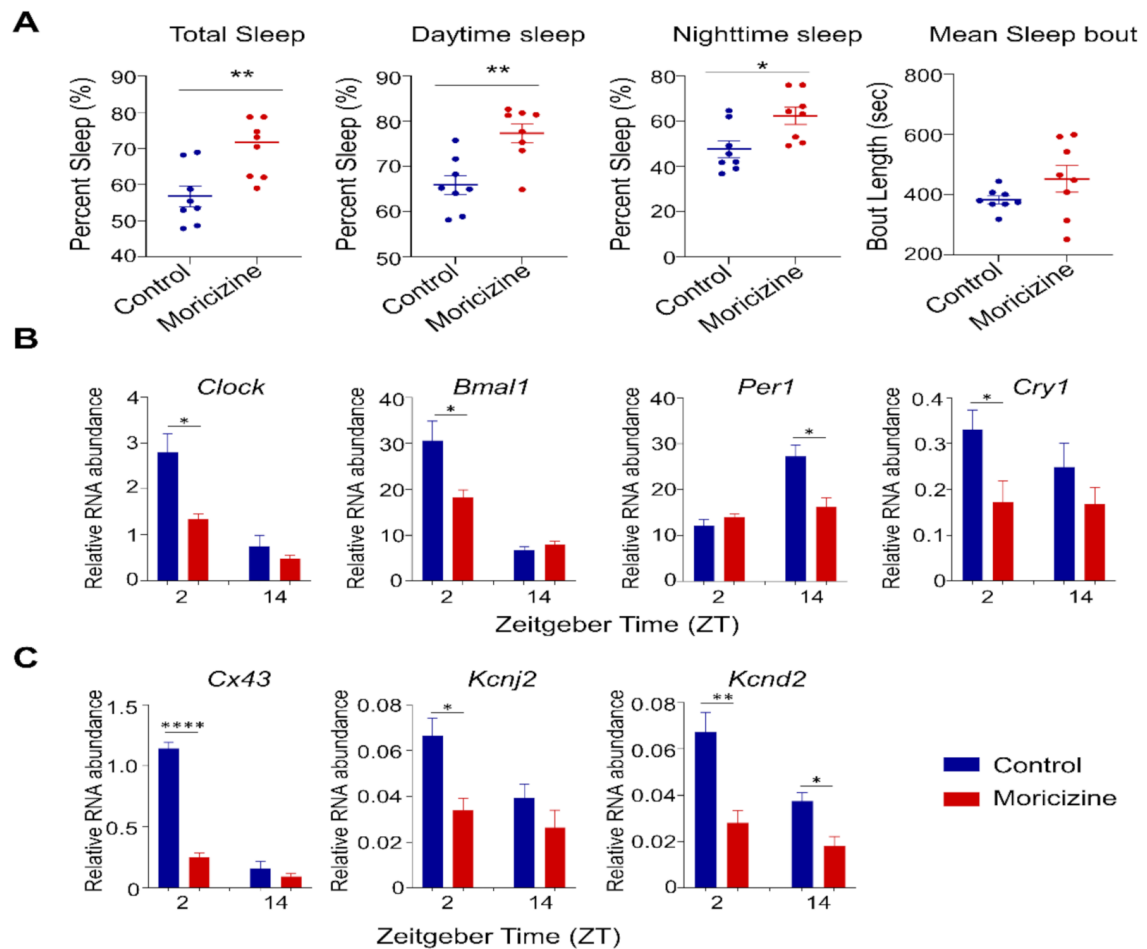 A
Total Sleep
Daytime sleep
Nighttime sleep
Mean Sleep bout
Percent Sleep (%)
90
80
70
60
50
40
**
Control
Moricizine
Percent Sleep (%)
90
80
70
60
50
**
Control
Moricizine
Percent Sleep (%)
80
60
40
20
0
*
Control
Moricizine
Bout Length (sec)
800
600
400
200
Control
Moricizine
B
Clock
Relative RNA abundance
4
3
2
1
0
*
2
14
Bmal1
Relative RNA abundance
40
30
20
10
0
*
2
14
Per1
Relative RNA abundance
40
30
20
10
0
*
2
14
Cry1
Relative RNA abundance
0.4
0.3
0.2
0.1
0
*
2
14
Zeitgeber Time (ZT)
C
Cx43
Relative RNA abundance
1.5
1.0
0.5
0
****
2
14
Kcnj2
Relative RNA abundance
0.08
0.06
0.04
0.02
0
*
2
14
Kcnd2
Relative RNA abundance
0.08
0.06
0.04
0.02
0
**
*
2
14
Control
Moricizine
Zeitgeber Time (ZT)